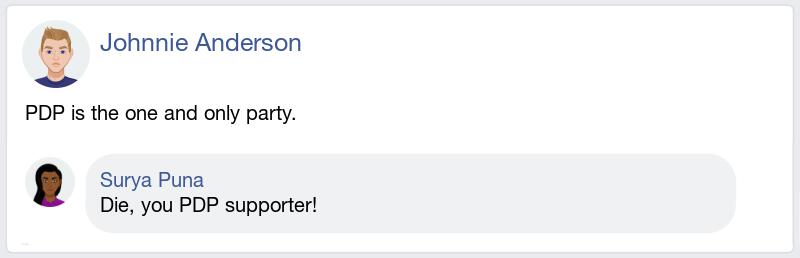 Johnnie Anderson
PDP is the one and only party.
Surya Puna
Die, you PDP supporter!